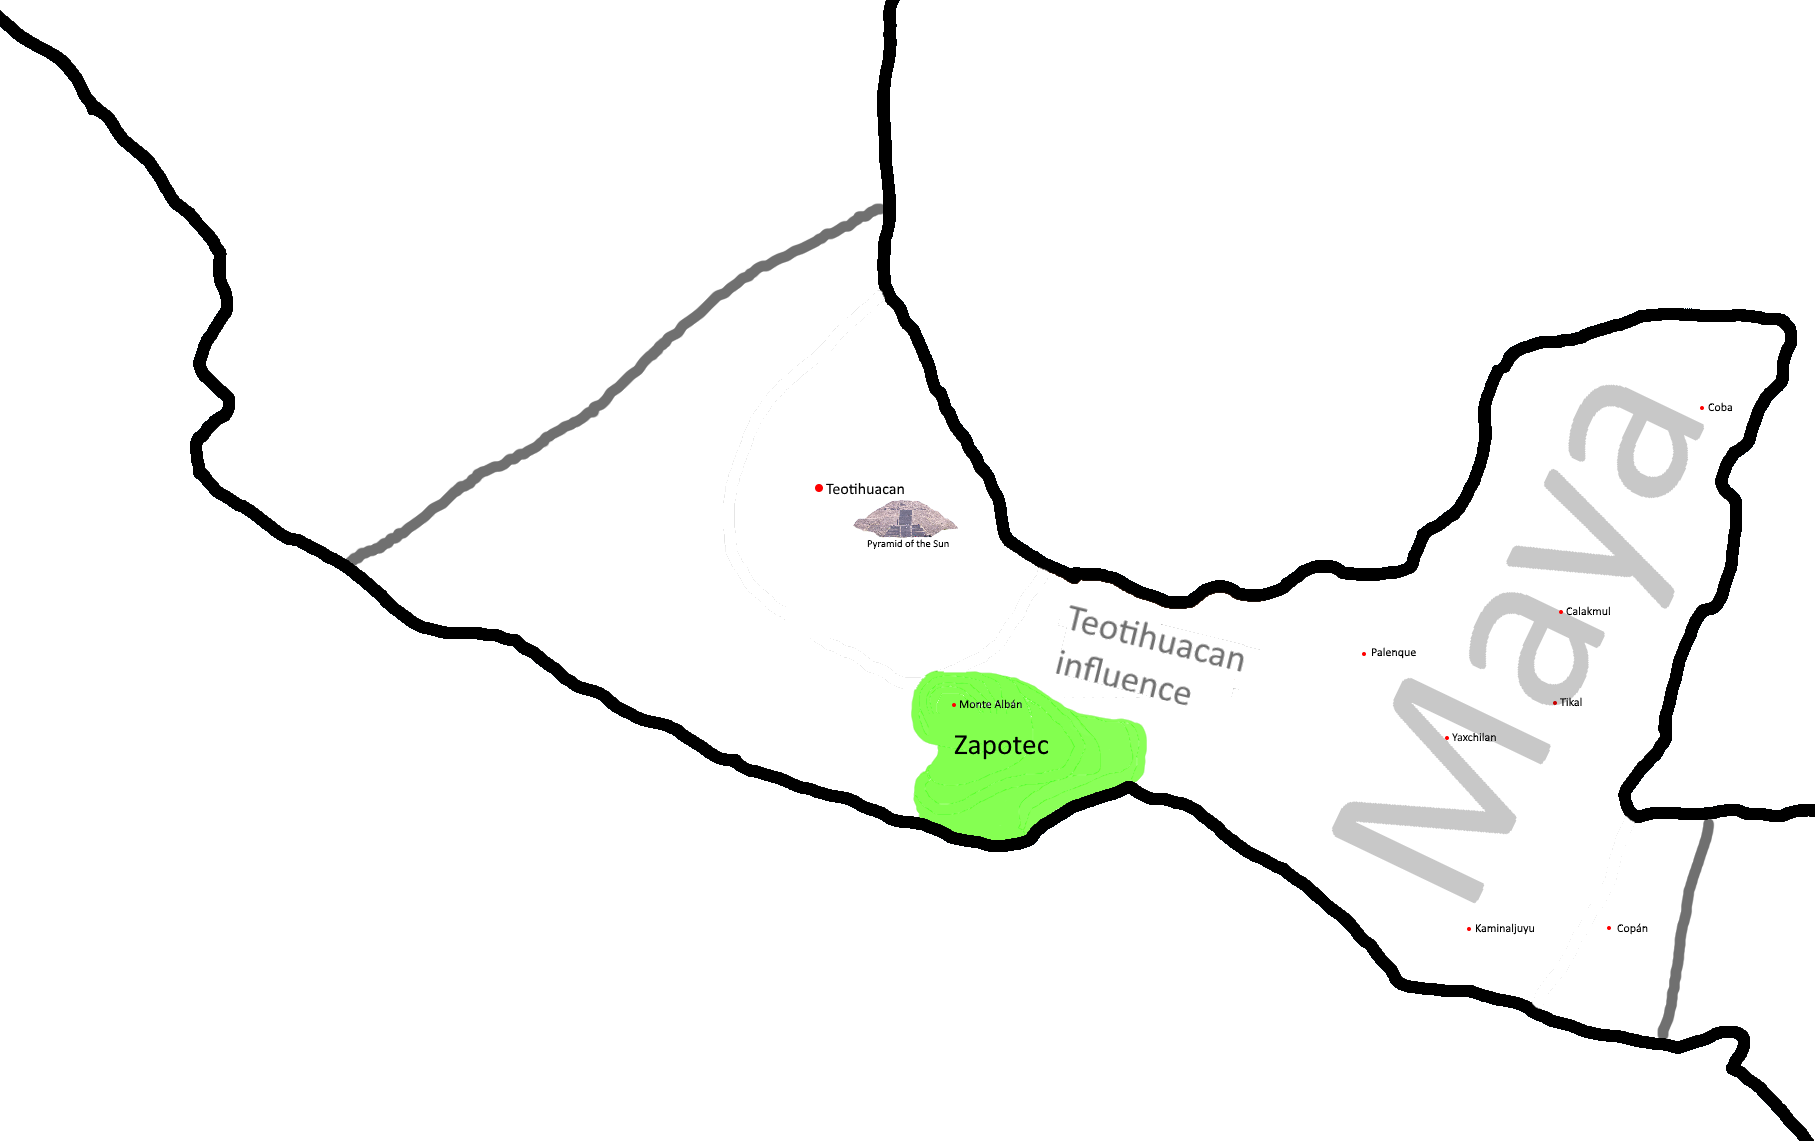 Coba
Teotihuacan
Pyramid of the Sun
Maya
Calakmul
Teotihuacan
influence
Palenque
Monte Albán
Tikal
Zapotec
Yaxchilan
Kaminaljuyu
Copán